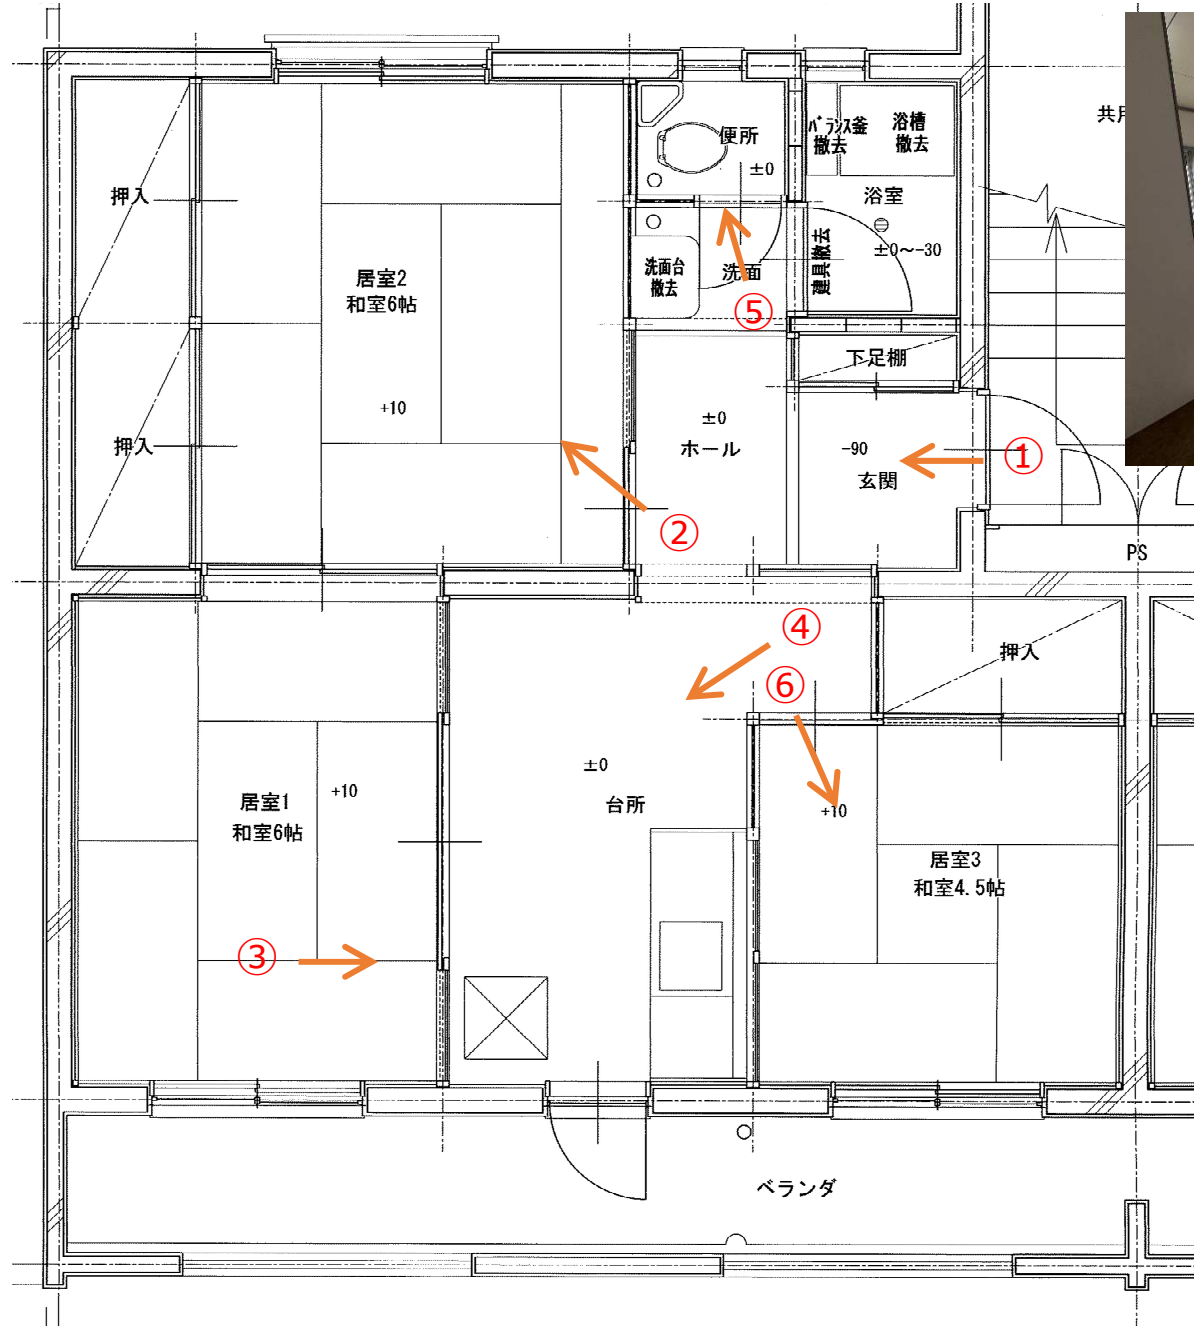 便所
±0
バランス釜
撤去
浴槽
撤去
浴室
±0~-30
建具撤去
洗面台
撤去
洗面
⑤
押入
居室2
和室6帖
+10
押入
下足棚
±0
ホール
-90
玄関
①
②
PS
④
⑥
押入
居室1
和室6帖
+10
±0
台所
+10
居室3
和室4.5帖
③
ベランダ